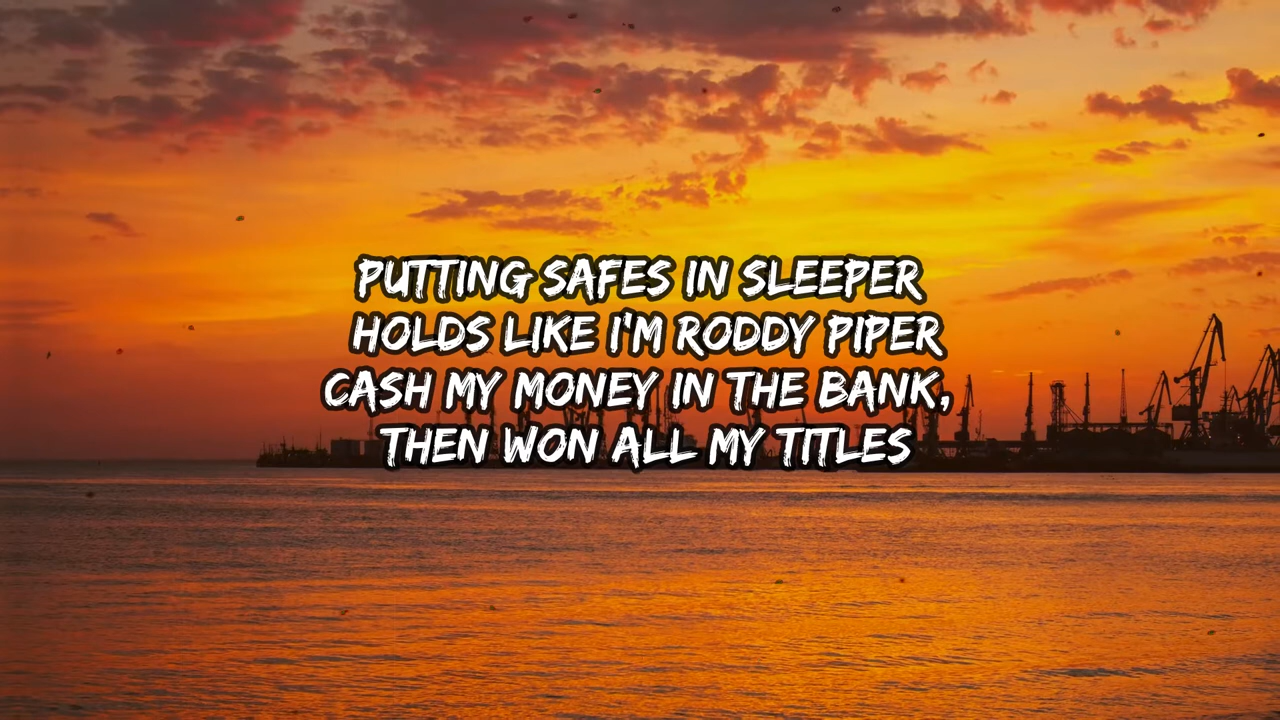 PUTTING SAFES IN SLEEPER
HOLDS LIKE I'M RODDY PIPER
CASH MY MONEY IN THE BANK,
THEN WON ALL MY TITLES